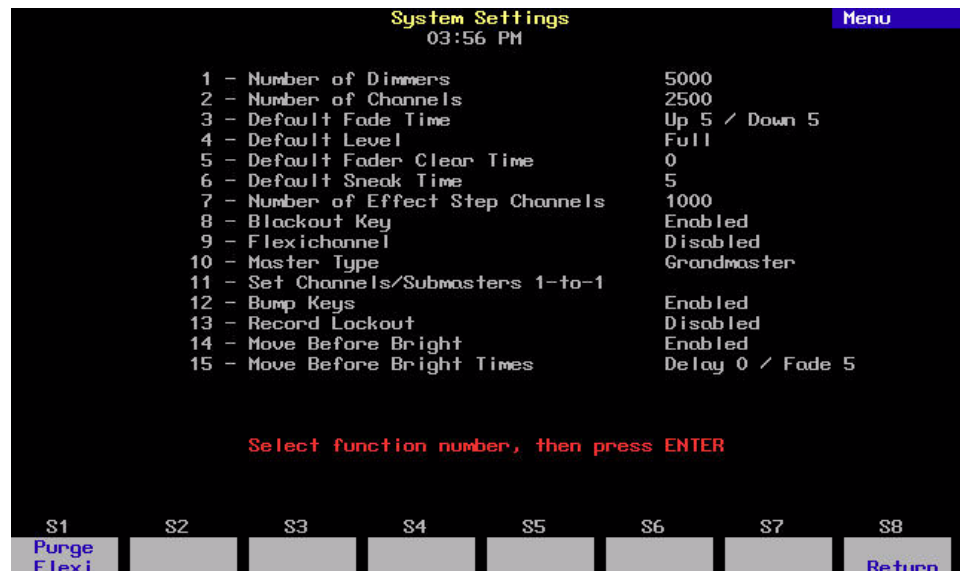 System Settings
Menu
03:56 PM
1 - Number of Dimmers 5000
2 - Number of Channels 2500
3 - Default Fade Time Up 5 / Down 5
4 - Default Level Full
5 - Default Fader Clear Time 0
6 - Default Sneak Time 5
7 - Number of Effect Step Channels 1000
8 - Blackout Key Enabled
9 - Flexichannel Disabled
10 - Master Type Grandmaster
11 - Set Channels/Submasters 1-to-1
12 - Bump Keys Enabled
13 - Record Lockout Disabled
14 - Move Before Bright Enabled
15 - Move Before Bright Times Delay 0 / Fade 5
Select function number, then press ENTER
S1 S2 S3 S4 S5 S6 S7 S8
Purge
Flexi Return